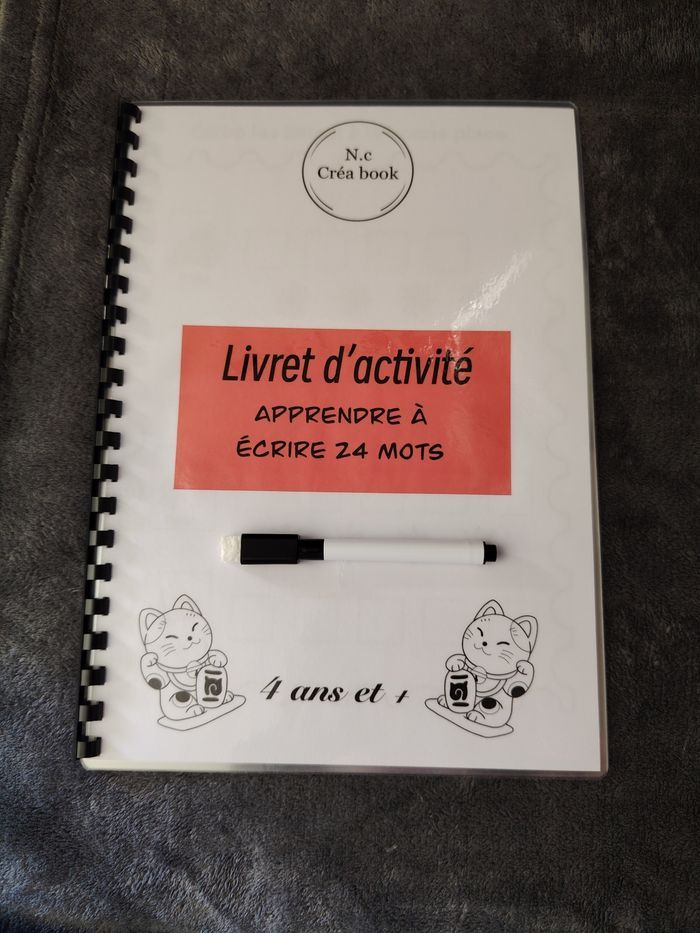 N.c
Créa book
Livret d'activité
APPRENDRE À
ÉCRIRE 24 MOTS
4 ans et +